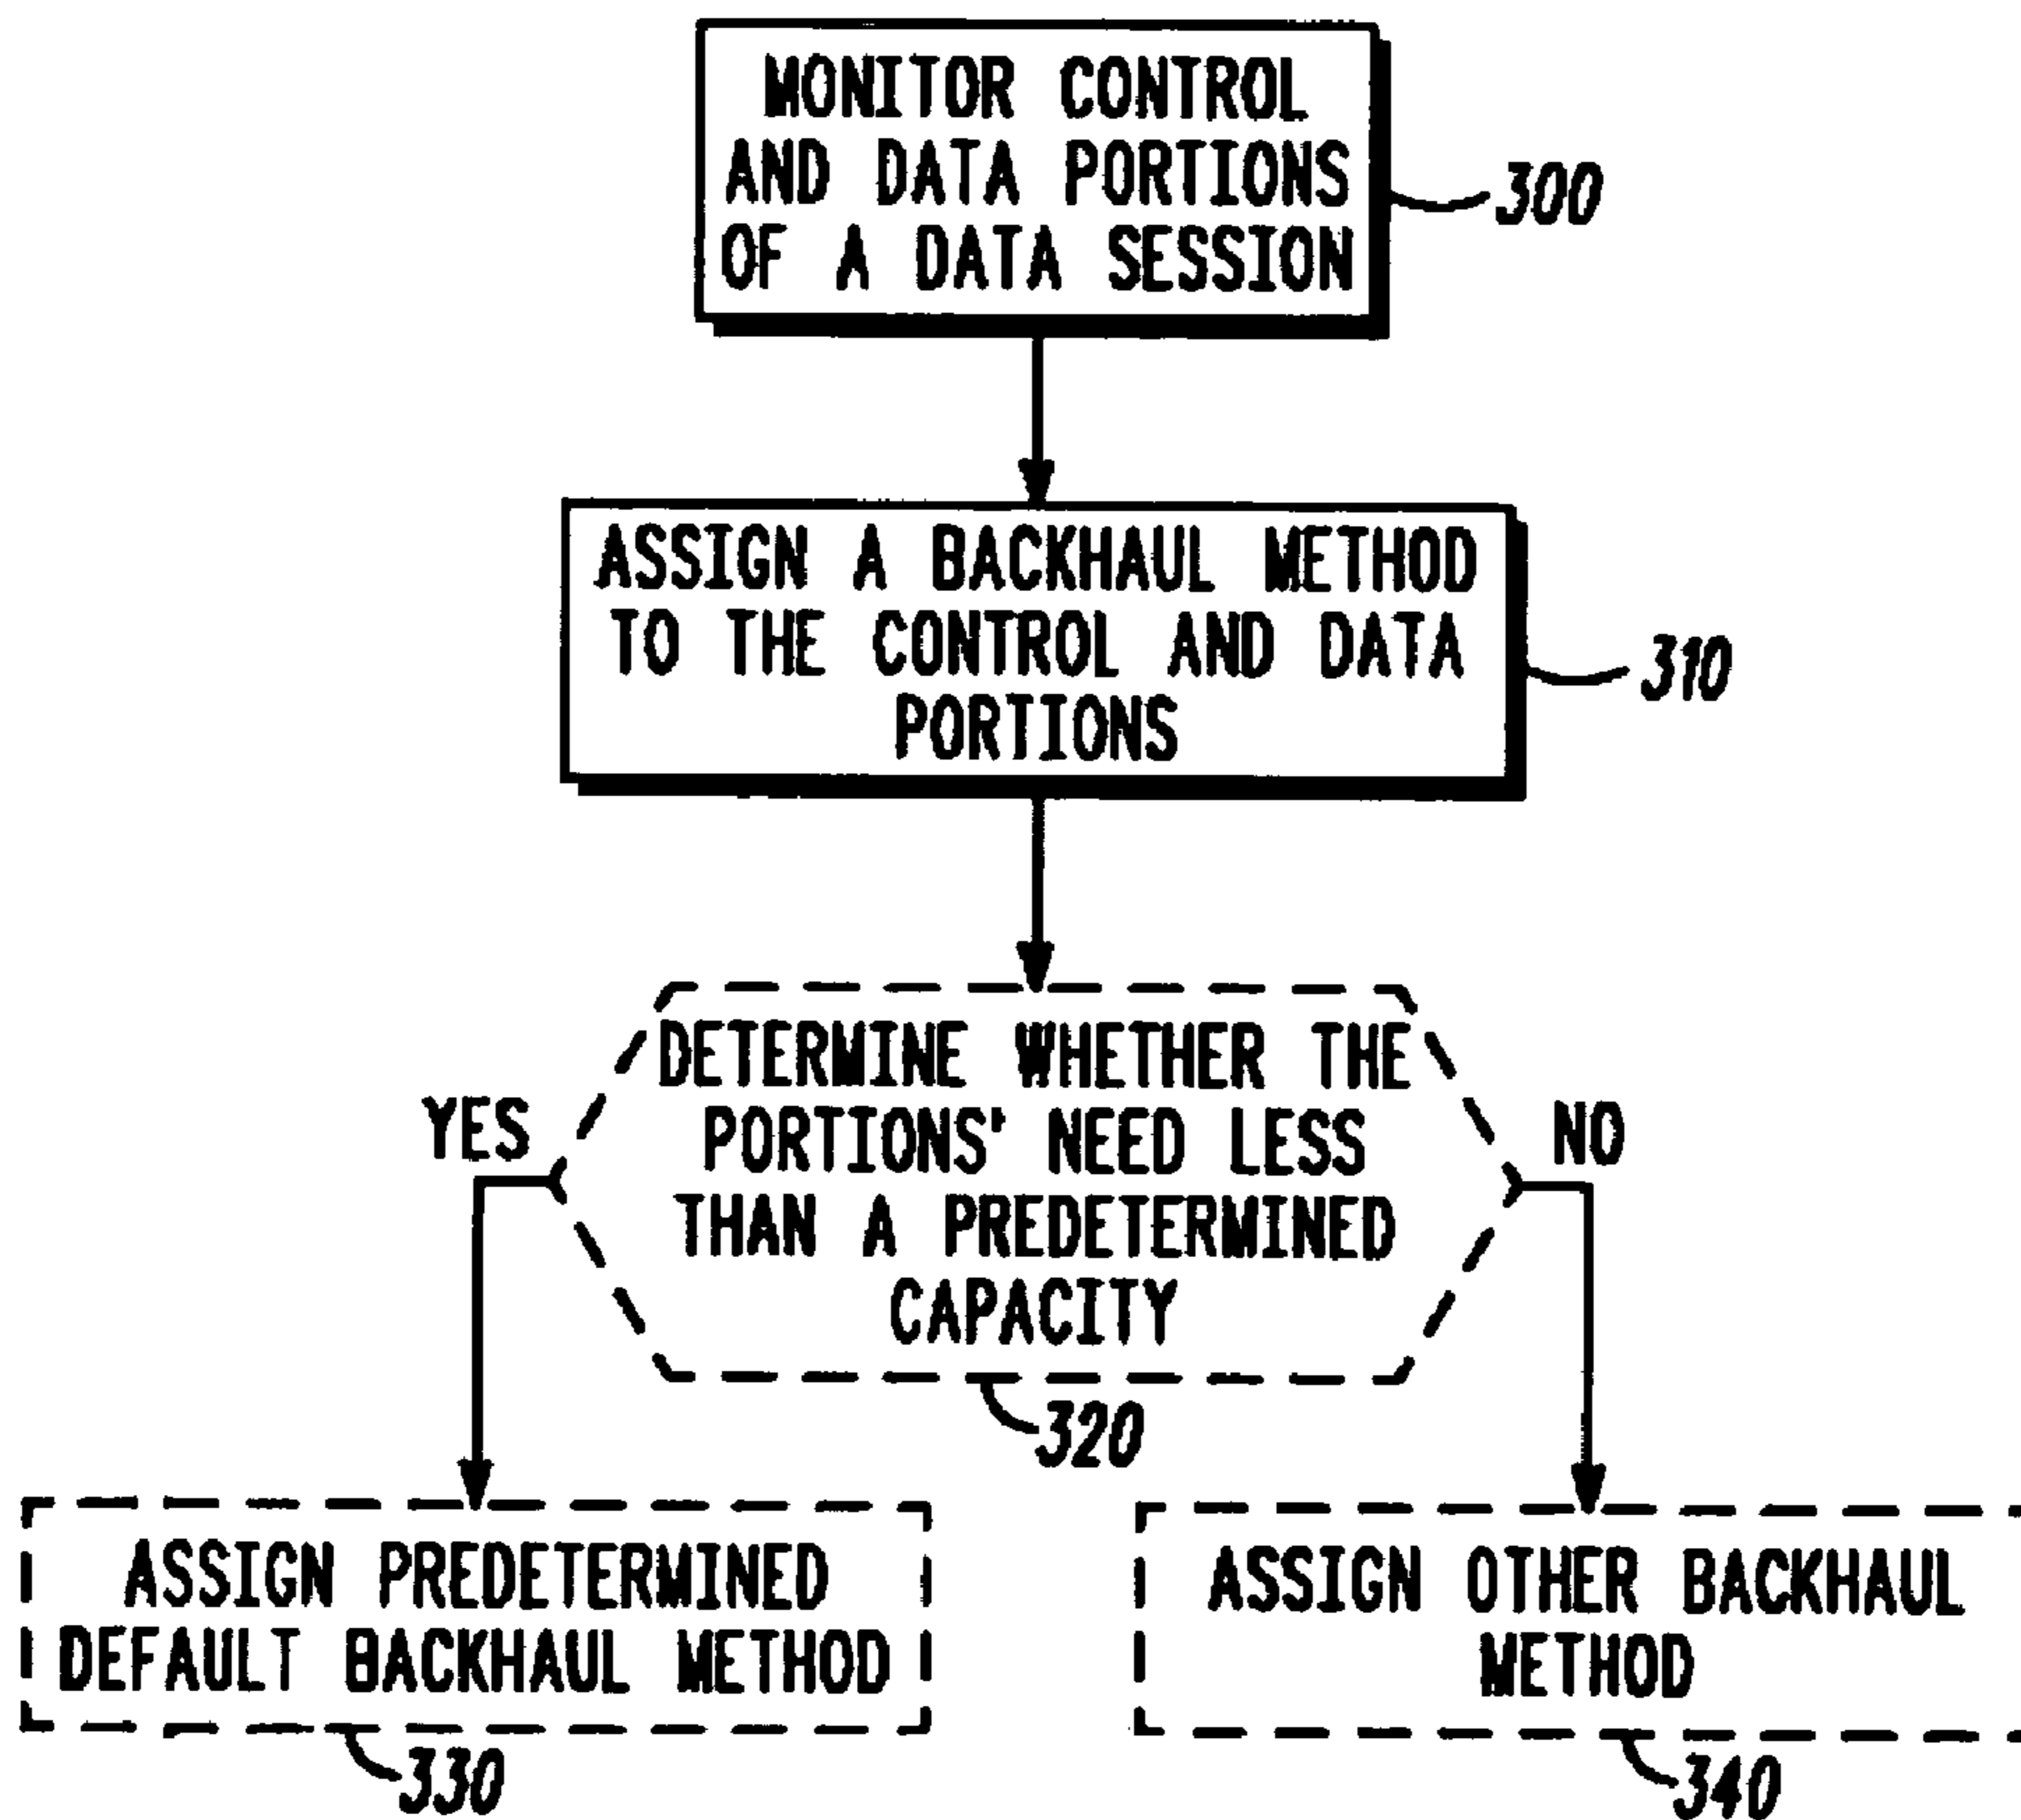 MONITOR CONTROL
AND DATA PORTIONS
OF A DATA SESSION
300
ASSIGN A BACKHAUL METHOD
TO THE CONTROL AND DATA
PORTIONS
310
DETERMINE WHETHER THE
PORTIONS' NEED LESS
THAN A PREDETERMINED
CAPACITY
YES
NO
320
ASSIGN PREDETERMINED
DEFAULT BACKHAUL METHOD
330
ASSIGN OTHER BACKHAUL
METHOD
340